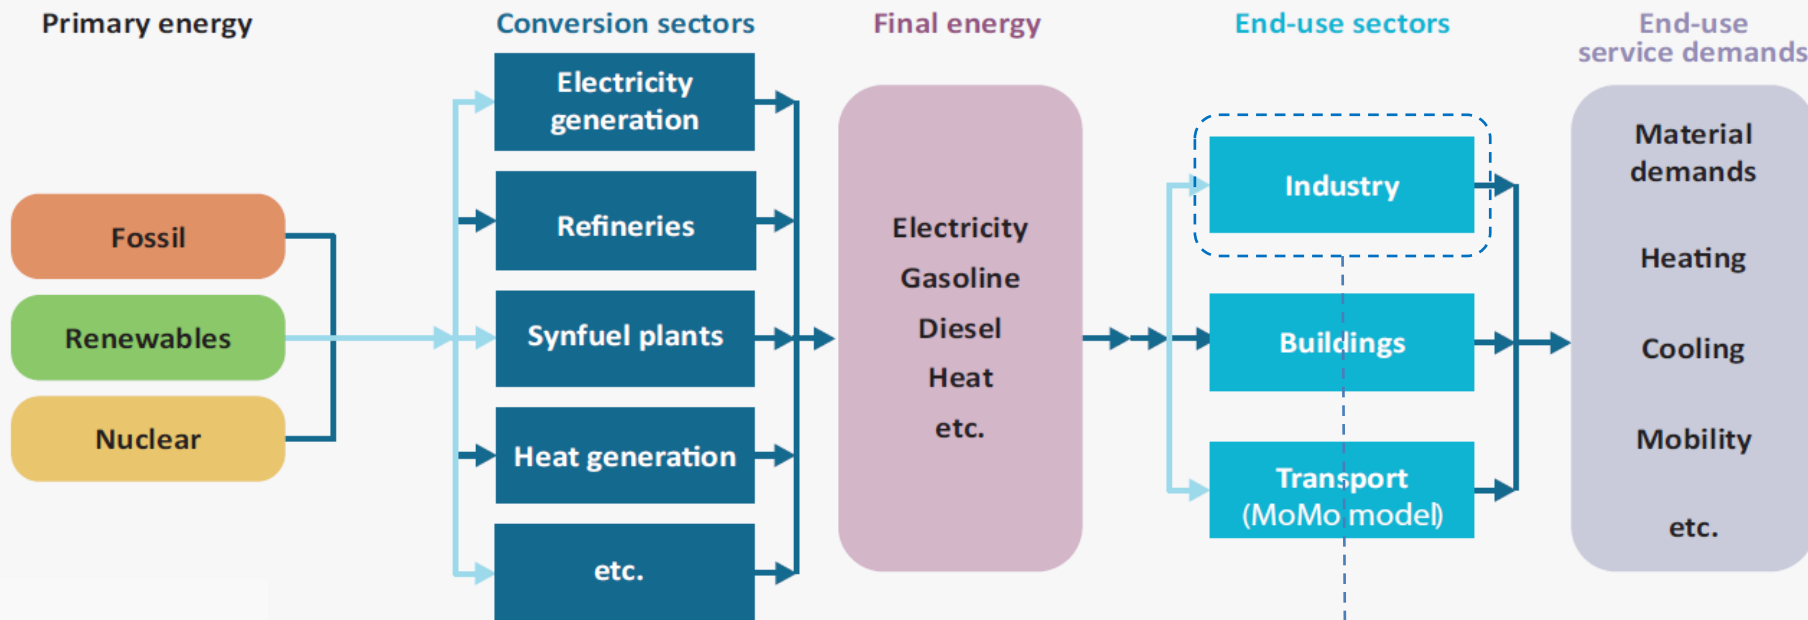 Primary energy
Conversion sectors
Final energy
End-use sectors
End-use
service demands
Fossil
Renewables
Nuclear
Electricity
generation
Refineries
Synfuel plants
Heat generation
etc.
Electricity
Gasoline
Diesel
Heat
etc.
Industry
Buildings
Transport
(MoMo model)
Material
demands
Heating
Cooling
Mobility
etc.